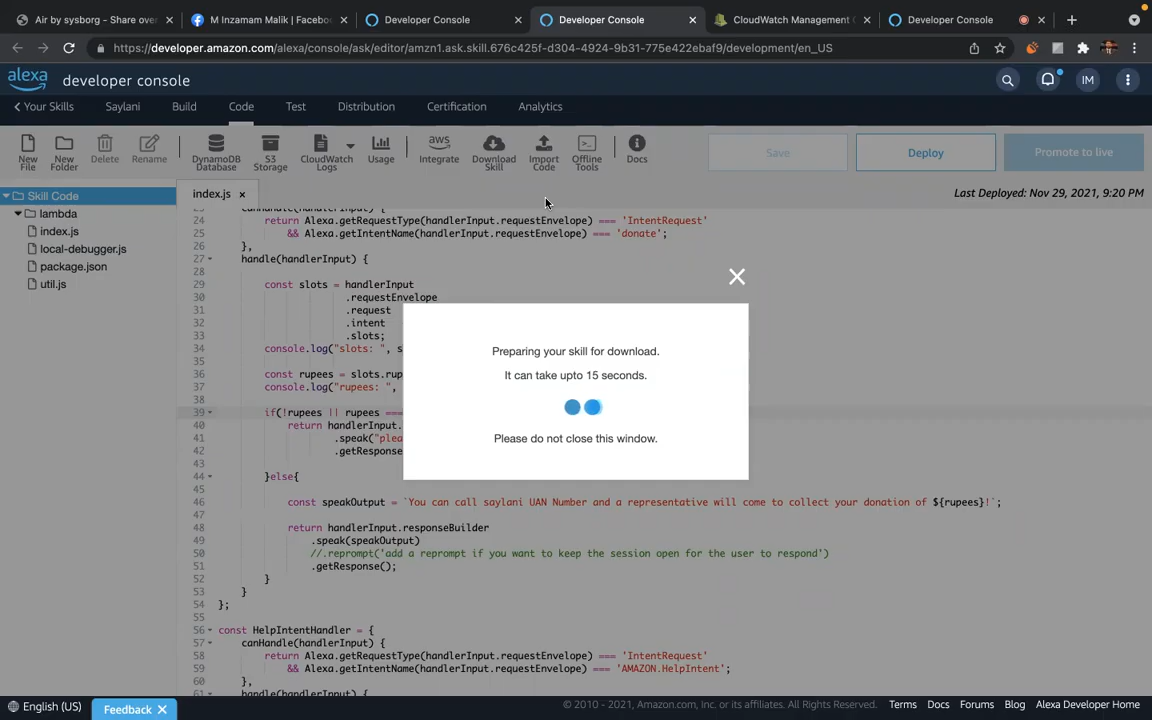 Air by sysborg - Share over
M Inzamam Malik | Facebo
Developer Console
Developer Console
CloudWatch Management
Developer Console
https://developer.amazon.com/alexa/console/ask/editor/amzn1.ask.skill.676c425f-d304-4924-9b31-775e422ebaf9/development/en_US
alexa developer console
IM
Your Skills
Saylani
Build
Code
Test
Distribution
Certification
Analytics
New File
New Folder
Delete
Rename
DynamoDB Database
S3 Storage
CloudWatch Logs
Usage
aws Integrate
Download Skill
Import Code
Offline Tools
Docs
Save
Deploy
Promote to live
Skill Code
index.js ×
Last Deployed: Nov 29, 2021, 9:20 PM
lambda
index.js
local-debugger.js
package.json
util.js
24 return Alexa.getRequestType(handlerInput.requestEnvelope) === 'IntentRequest'
25 && Alexa.getIntentName(handlerInput.requestEnvelope) === 'donate';
26 },
27 handle(handlerInput) {
28
29 const slots = handlerInput
30 .requestEnvelope
31 .request
32 .intent
33 .slots;
34 console.log("slots: ", s
35
36 const rupees = slots.rup
37 console.log("rupees: ",
38
39 if(!rupees || rupees ===
40 return handlerInput.
41 .speak("plea
42 .getResponse
43
44 }else{
45
46 const speakOutput = `You can call saylani UAN Number and a representative will come to collect your donation of ${rupees}!`;
47
48 return handlerInput.responseBuilder
49 .speak(speakOutput)
50 //.reprompt('add a reprompt if you want to keep the session open for the user to respond')
51 .getResponse();
52 }
53 }
54 };
55
56 const HelpIntentHandler = {
57 canHandle(handlerInput) {
58 return Alexa.getRequestType(handlerInput.requestEnvelope) === 'IntentRequest'
59 && Alexa.getIntentName(handlerInput.requestEnvelope) === 'AMAZON.HelpIntent';
60 },
61 handle(handlerInput) {
Preparing your skill for download.
It can take upto 15 seconds.
Please do not close this window.
English (US)
Feedback
© 2010 - 2021, Amazon.com, Inc. or its affiliates. All Rights Reserved.
Terms
Docs
Forums
Blog
Alexa Developer Home